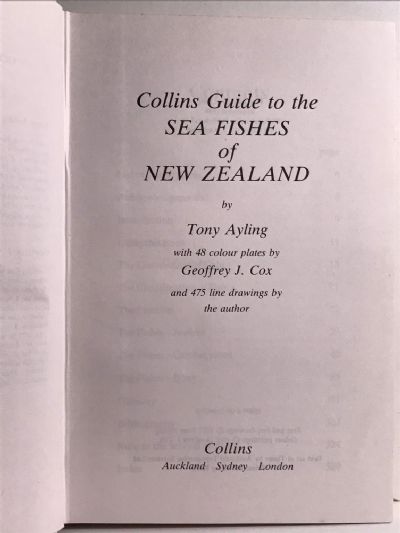 Collins Guide to the
SEA FISHES
of
NEW ZEALAND
by
Tony Ayling
with 48 colour plates by
Geoffrey J. Cox
and 475 line drawings by
the author
Collins
Auckland Sydney London